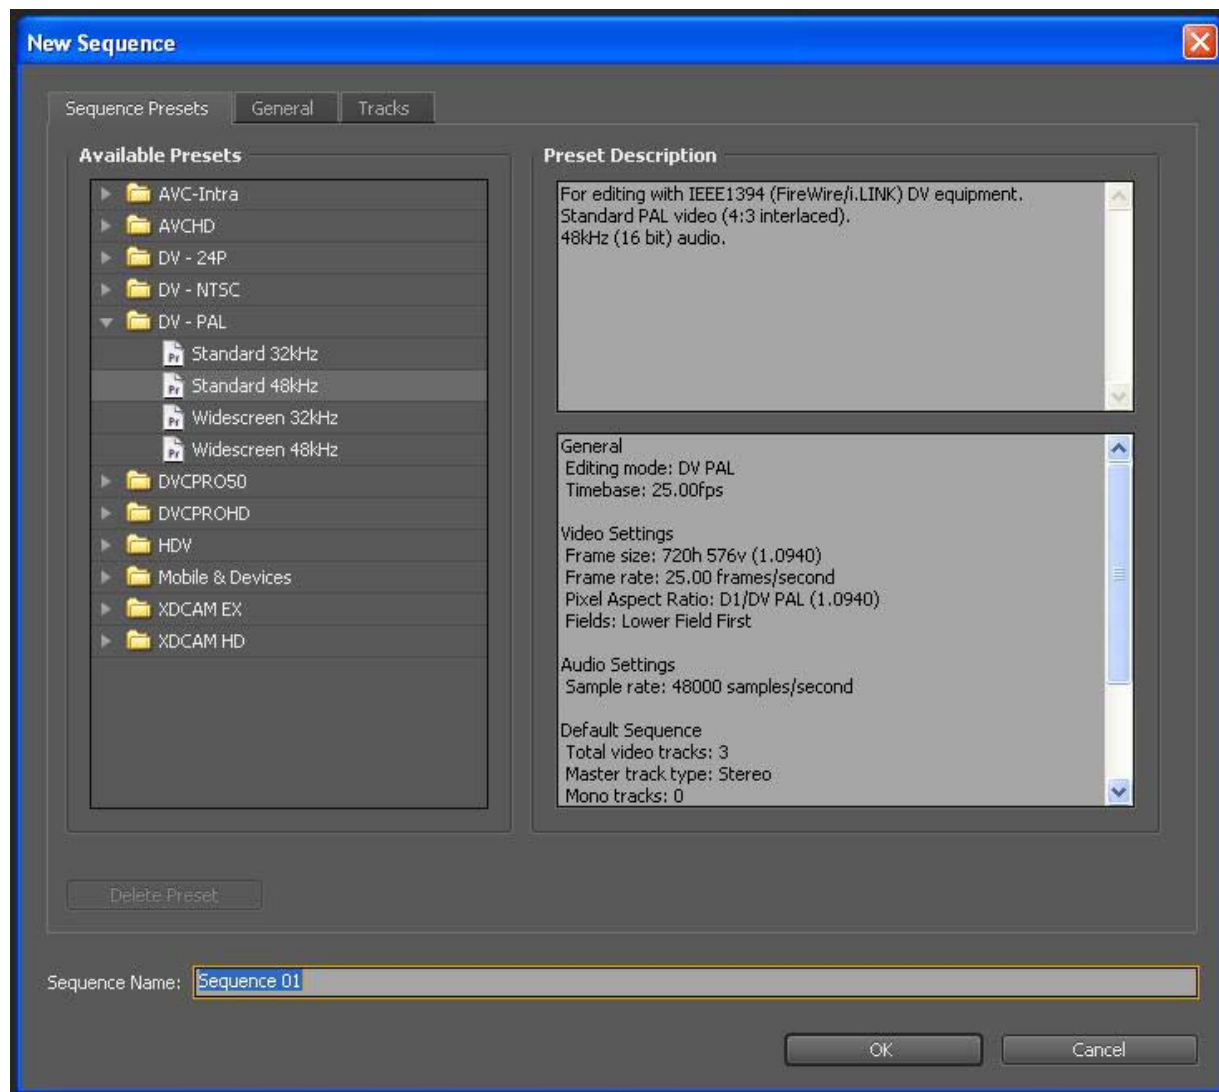 New Sequence
Sequence Presets
General
Tracks
Available Presets
AVC-Intra
AVCHD
DV - 24P
DV - NTSC
DV - PAL
Pr Standard 32kHz
Pr Standard 48kHz
Pr Widescreen 32kHz
Pr Widescreen 48kHz
DVCPRO50
DVCPROHD
HDV
Mobile & Devices
XDCAM EX
XDCAM HD
Delete Preset
Preset Description
For editing with IEEE1394 (FireWire/i.LINK) DV equipment.
Standard PAL video (4:3 interlaced).
48kHz (16 bit) audio.
General
Editing mode: DV PAL
Timebase: 25.00fps
Video Settings
Frame size: 720h 576v (1.0940)
Frame rate: 25.00 frames/second
Pixel Aspect Ratio: D1/DV PAL (1.0940)
Fields: Lower Field First
Audio Settings
Sample rate: 48000 samples/second
Default Sequence
Total video tracks: 3
Master track type: Stereo
Mono tracks: 0
Sequence Name: Sequence 01
OK
Cancel